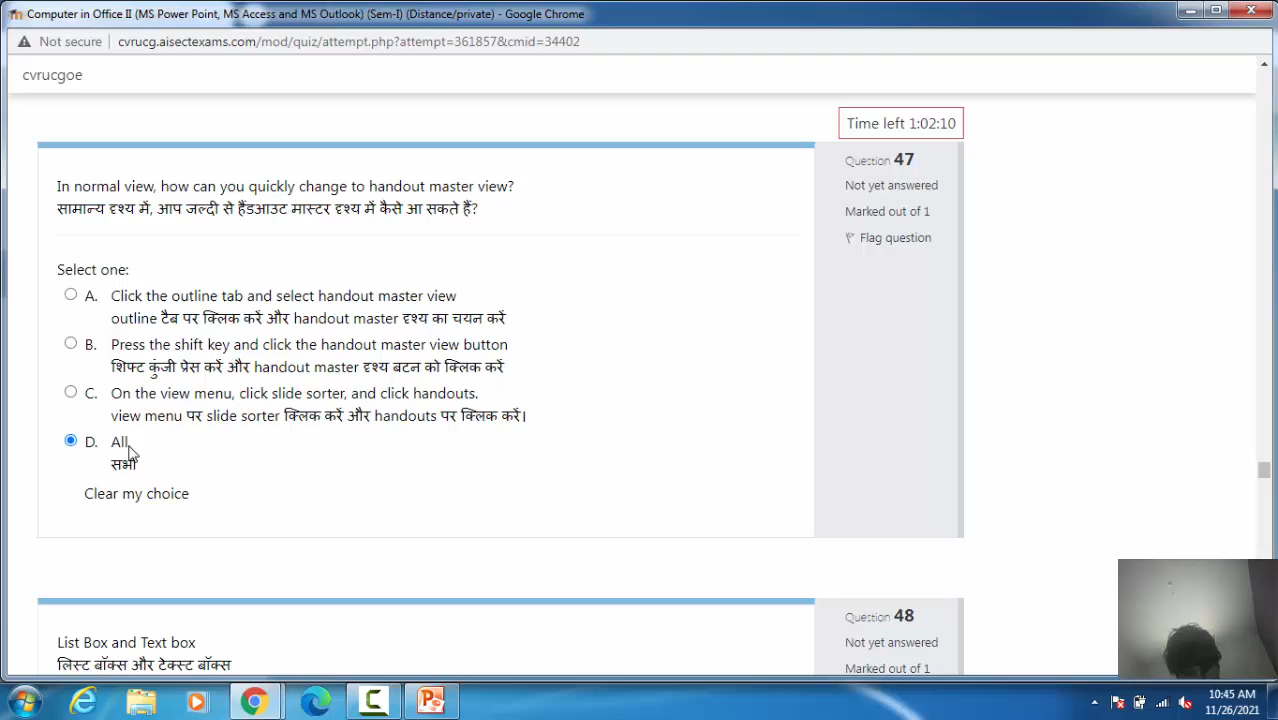 Computer in Office II (MS Power Point, MS Access and MS Outlook) (Sem-I) (Distance/private) - Google Chrome
Not secure | cvrucg.aisectexams.com/mod/quiz/attempt.php?attempt=361857&cmid=34402
cvrucgoe
Time left 1:02:10
Question 47
Not yet answered
Marked out of 1
Flag question
In normal view, how can you quickly change to handout master view?
सामान्य दृश्य में, आप जल्दी से हैंडआउट मास्टर दृश्य में कैसे आ सकते हैं?
Select one:
A. Click the outline tab and select handout master view
outline टैब पर क्लिक करें और handout master दृश्य का चयन करें
B. Press the shift key and click the handout master view button
शिफ्ट कुंजी प्रेस करें और handout master दृश्य बटन को क्लिक करें
C. On the view menu, click slide sorter, and click handouts.
view menu पर slide sorter क्लिक करें और handouts पर क्लिक करें।
D. All
सभी
Clear my choice
Question 48
Not yet answered
Marked out of 1
List Box and Text box
लिस्ट बॉक्स और टेक्स्ट बॉक्स
10:45 AM
11/26/2021